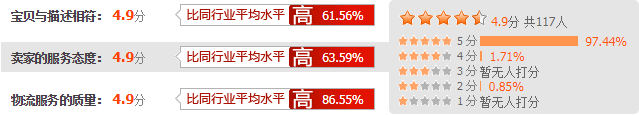 宝贝与描述相符： 4.9分 比同行业平均水平 高 61.56%
卖家的服务态度： 4.9分 比同行业平均水平 高 63.59%
物流服务的质量： 4.9分 比同行业平均水平 高 86.55%
4.9分 共117人
5分 97.44%
4分 1.71%
3分 暂无人打分
2分 0.85%
1分 暂无人打分